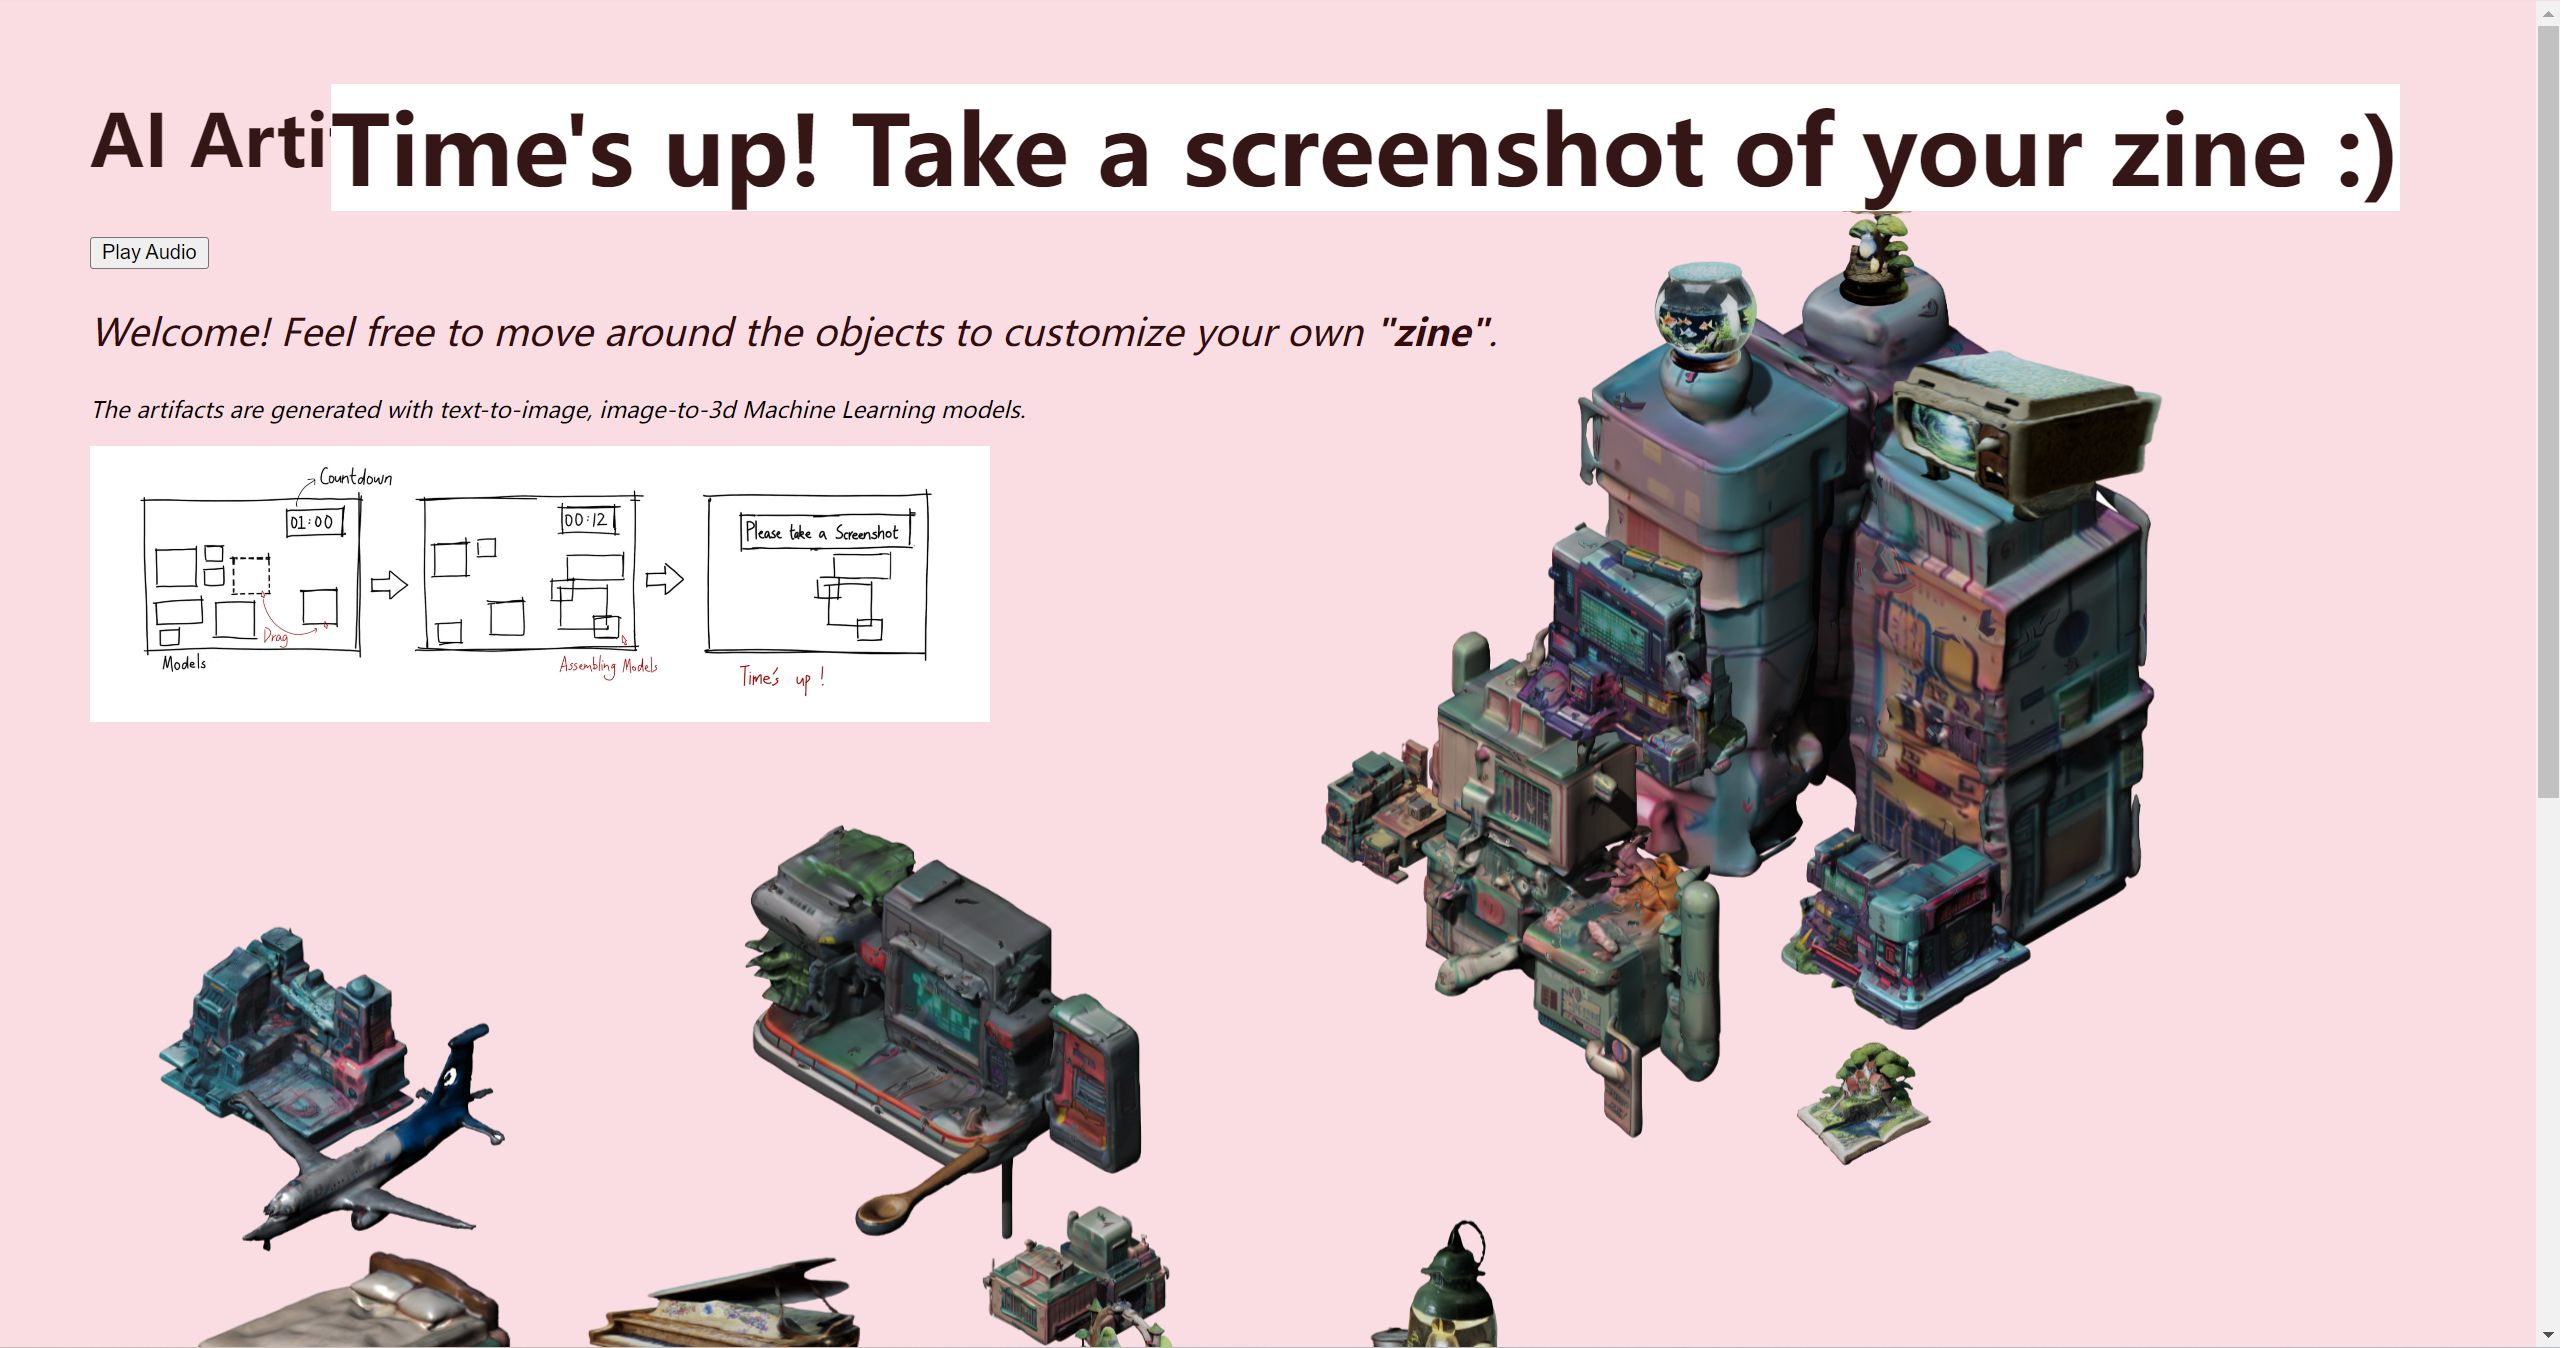 AI Arti
Time's up! Take a screenshot of your zine :)
Play Audio
Welcome! Feel free to move around the objects to customize your own "zine".
The artifacts are generated with text-to-image, image-to-3d Machine Learning models.
Countdown
01:00
Drag
Models
00:12
Assembling Models
Please take a Screenshot
Time's up!